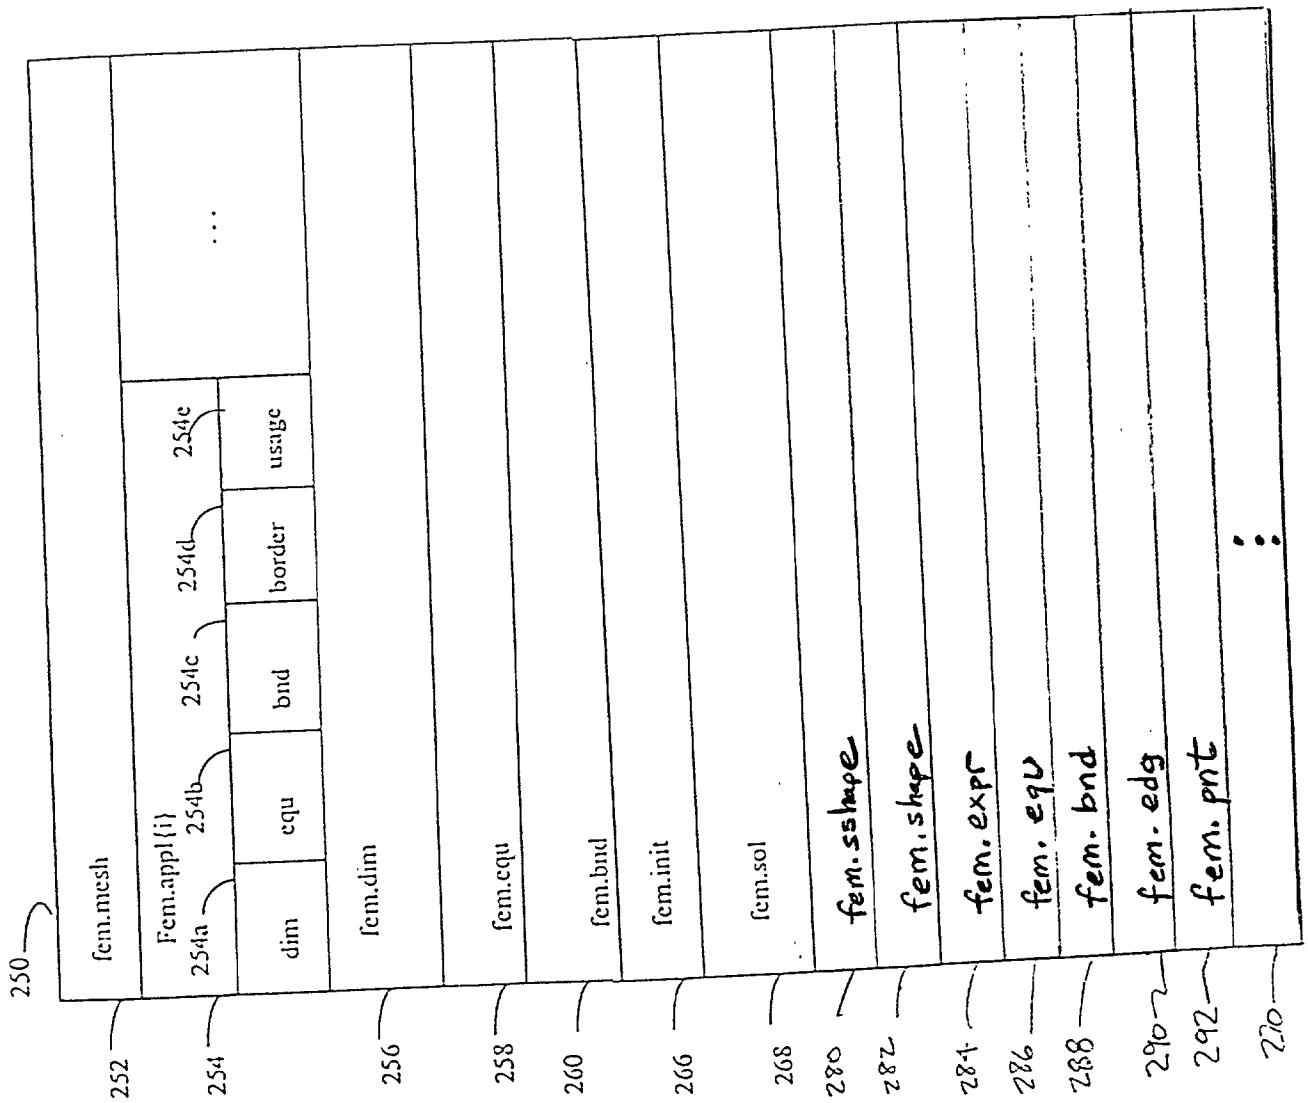 250
252
fem.mesh
254
Fem.appl{i}
254a
254b
254c
254d
254e
dim
equ
bnd
border
usage
...
256
fem.dim
258
fem.equ
260
fem.bnd
266
fem.init
268
fem.sol
280
fem.sshape
282
fem.shape
284
fem.expr
286
fem. equ
288
fem. bnd
290
fem. edg
292
fem. pnt
270
...